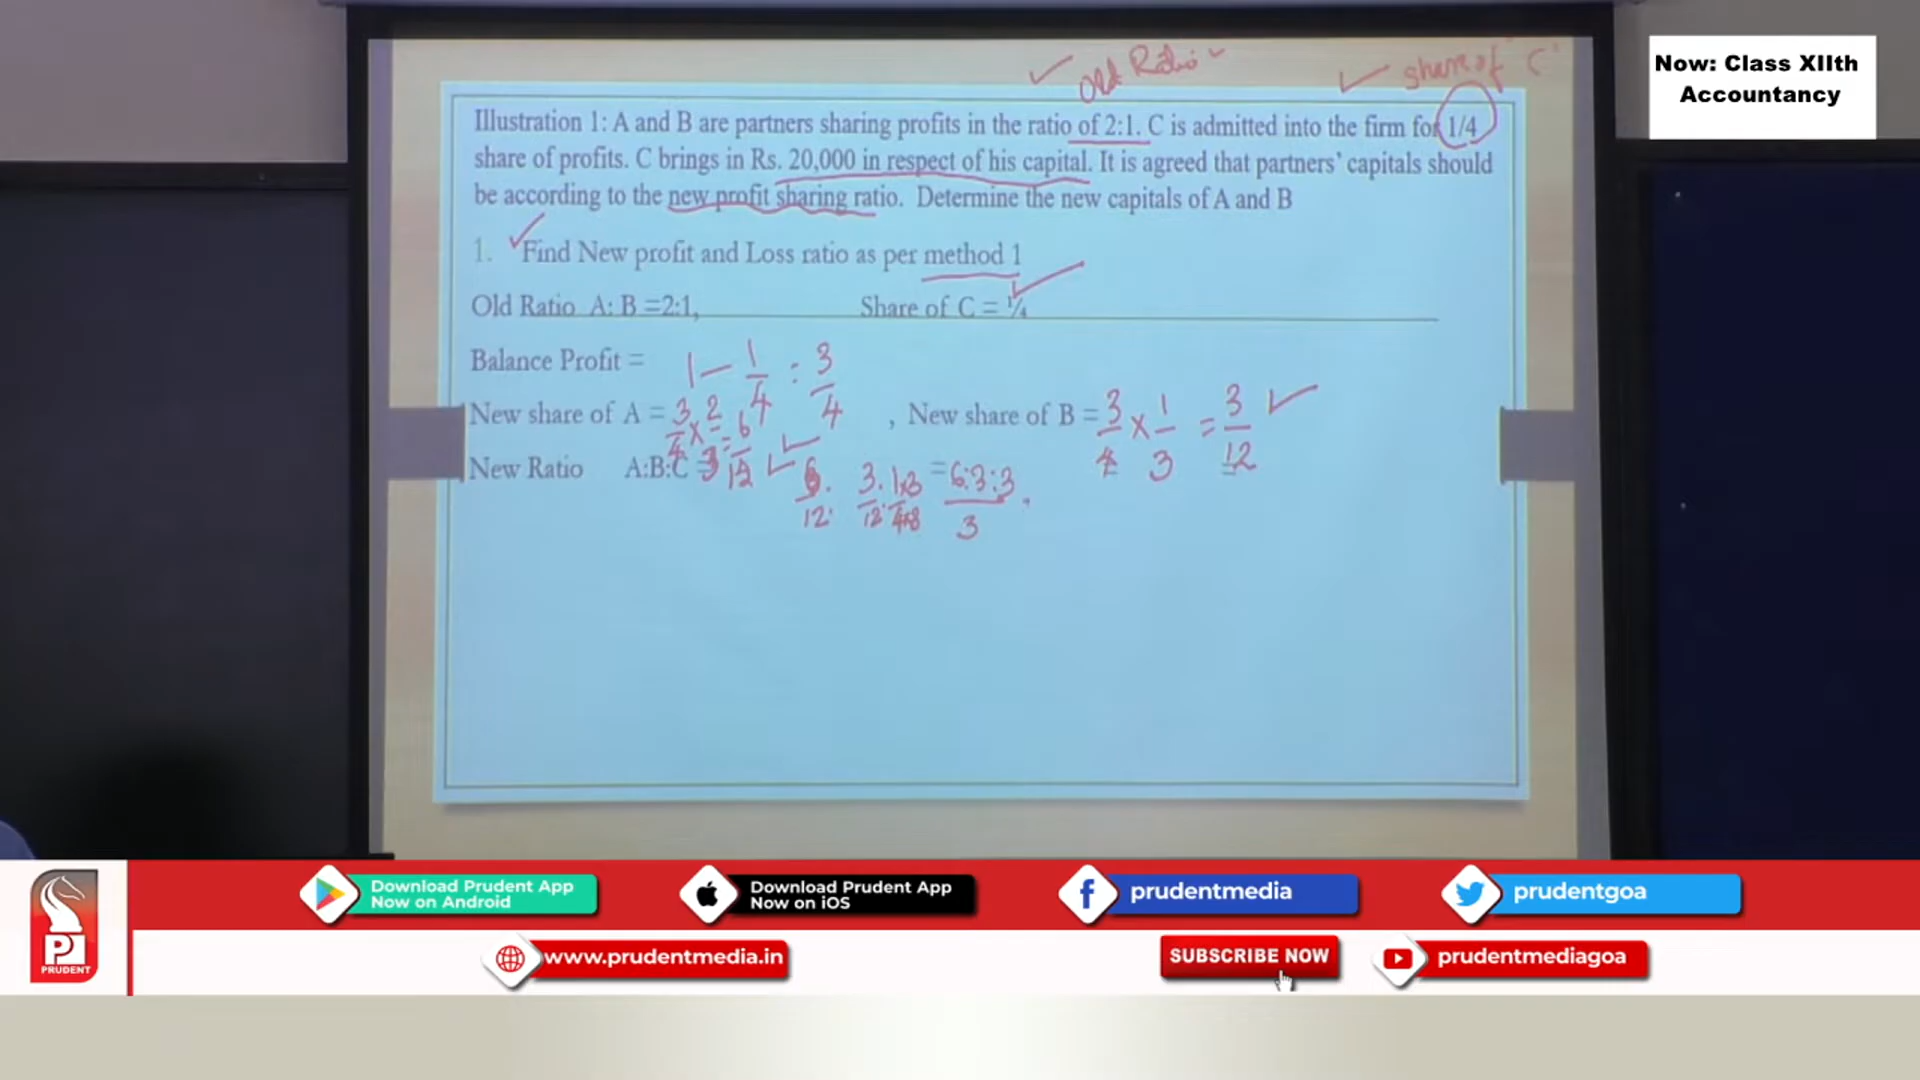 Now: Class XIIth
Accountancy
Old Ratio
share of 'C'
Illustration 1: A and B are partners sharing profits in the ratio of 2:1. C is admitted into the firm for 1/4
share of profits. C brings in Rs. 20,000 in respect of his capital. It is agreed that partners' capitals should
be according to the new profit sharing ratio. Determine the new capitals of A and B
1. Find New profit and Loss ratio as per method 1
Old Ratio A: B =2:1, Share of C = 1/4
Balance Profit = 1 - 1/4 : 3/4
New share of A = 3/4 x 2/3 = 6/12 , New share of B = 3/4 x 1/3 = 3/12
New Ratio A:B:C = 6/12 : 3/12 : 1x3/4x3 = 6:3:3/3
Download Prudent App
Now on Android
Download Prudent App
Now on iOS
prudentmedia
prudentgoa
PRUDENT
www.prudentmedia.in
SUBSCRIBE NOW
prudentmediagoa